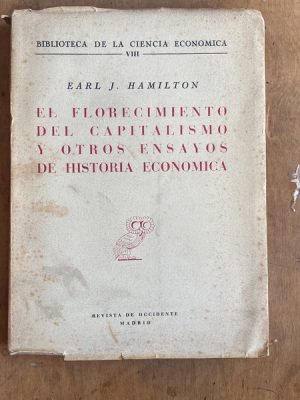 BIBLIOTECA DE LA CIENCIA ECONOMICA
VIII
EARL J. HAMILTON
EL FLORECIMIENTO
DEL CAPITALISMO
Y OTROS ENSAYOS
DE HISTORIA ECONOMICA
REVISTA DE OCCIDENTE
MADRID